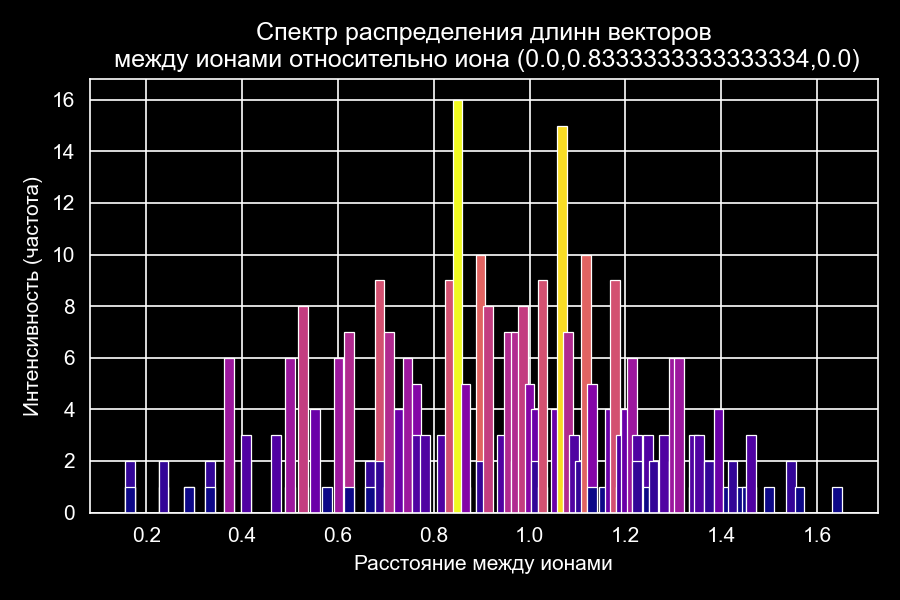 Спектр распределения длинн векторов
между ионами относительно иона (0.0,0.8333333333333334,0.0)
Интенсивность (частота)
16
14
12
10
8
6
4
2
0
0.2 0.4 0.6 0.8 1.0 1.2 1.4 1.6
Расстояние между ионами